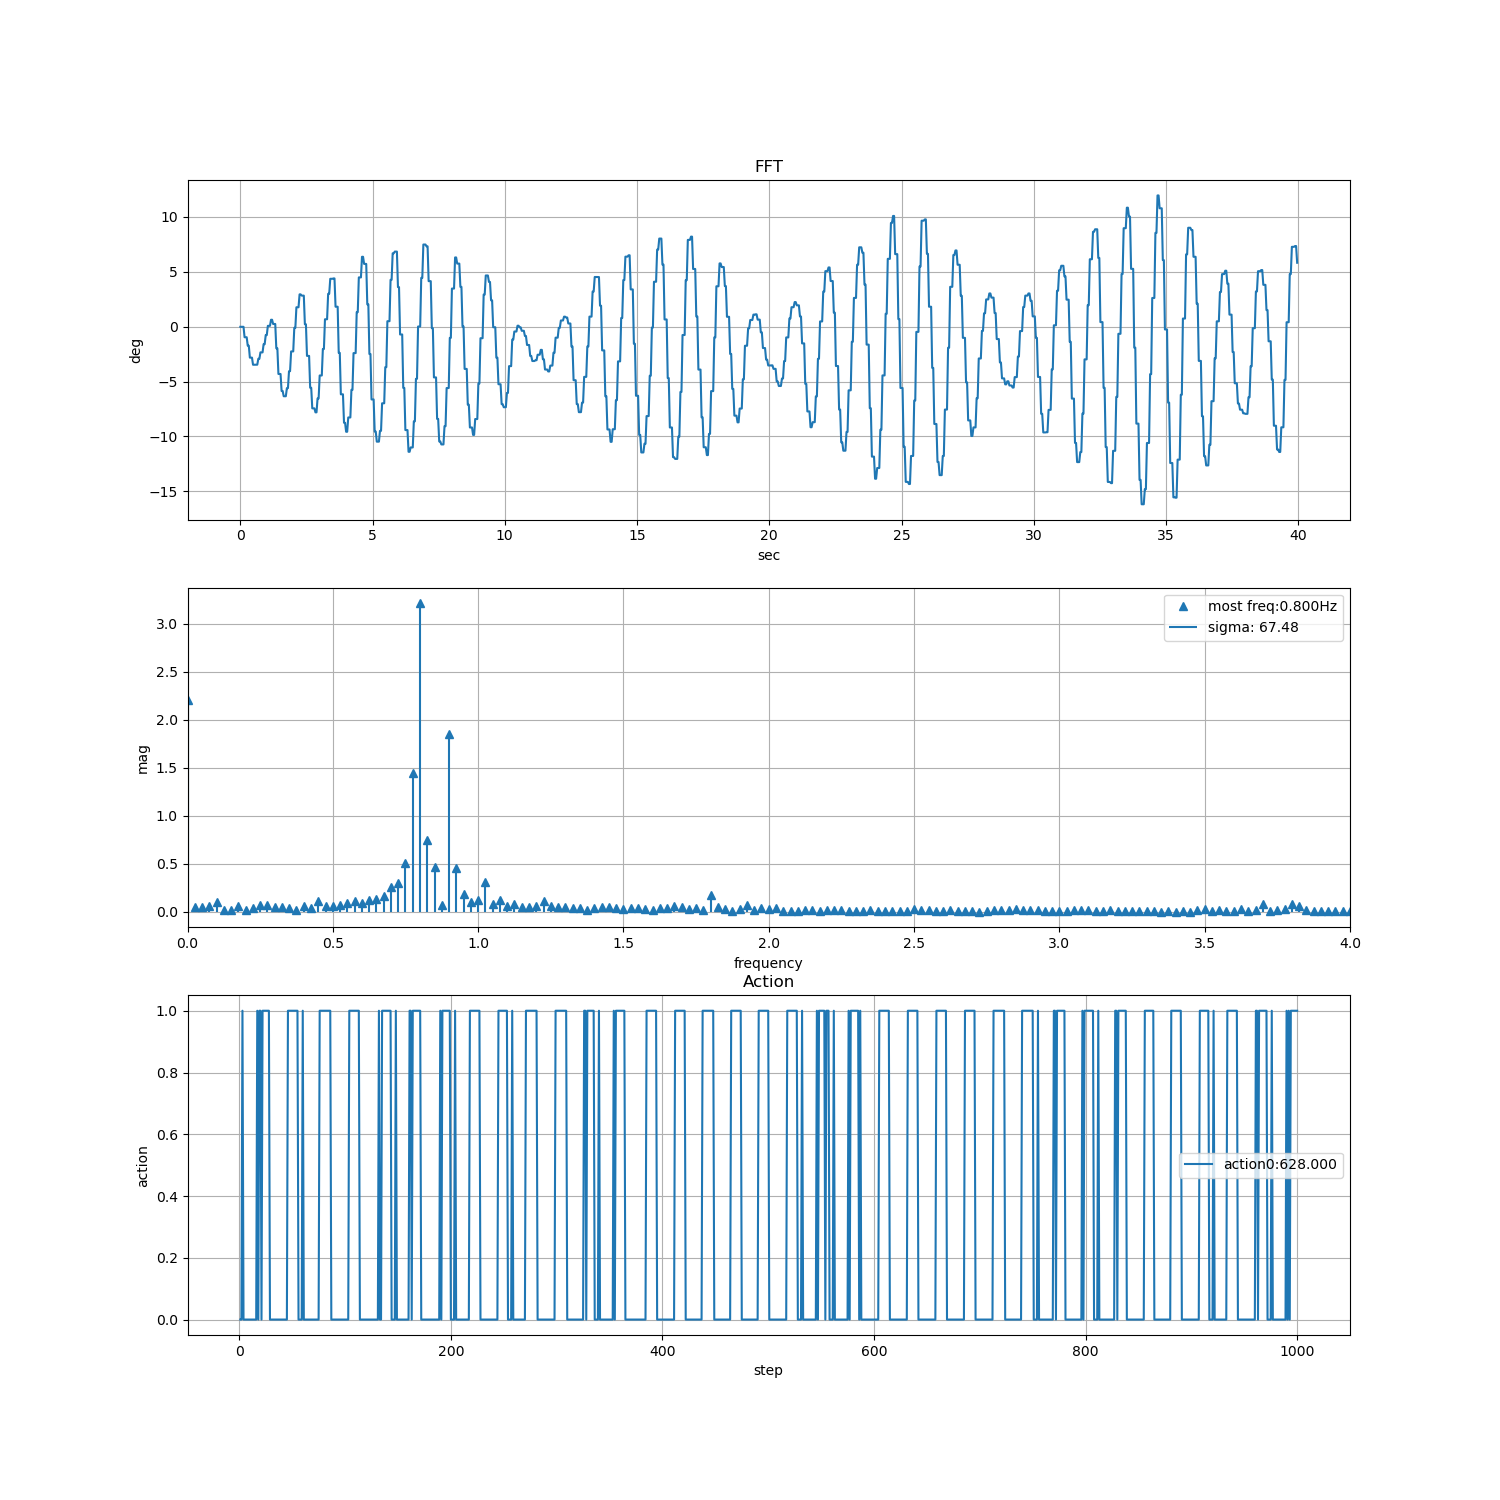 FFT
10
5
0
−5
−10
−15
deg
0 5 10 15 20 25 30 35 40
sec
most freq:0.800Hz
sigma: 67.48
3.0
2.5
2.0
1.5
1.0
0.5
0.0
mag
0.0 0.5 1.0 1.5 2.0 2.5 3.0 3.5 4.0
frequency
Action
1.0
0.8
0.6
0.4
0.2
0.0
action
action0:628.000
0 200 400 600 800 1000
step